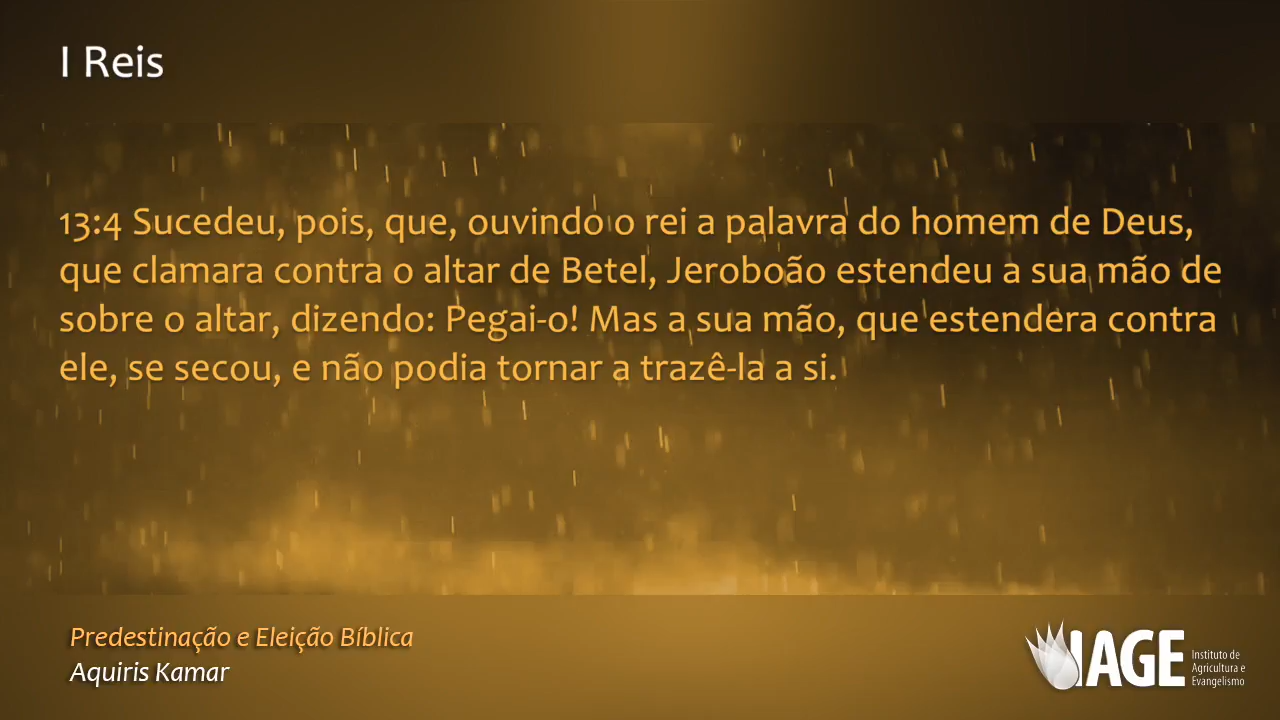 I Reis
13:4 Sucedeu, pois, que, ouvindo o rei a palavra do homem de Deus,
que clamara contra o altar de Betel, Jeroboão estendeu a sua mão de
sobre o altar, dizendo: Pegai-o! Mas a sua mão, que estendera contra
ele, se secou, e não podia tornar a trazê-la a si.
Predestinação e Eleição Bíblica
Aquiris Kamar
IAGE
Instituto de
Agricultura e
Evangelismo